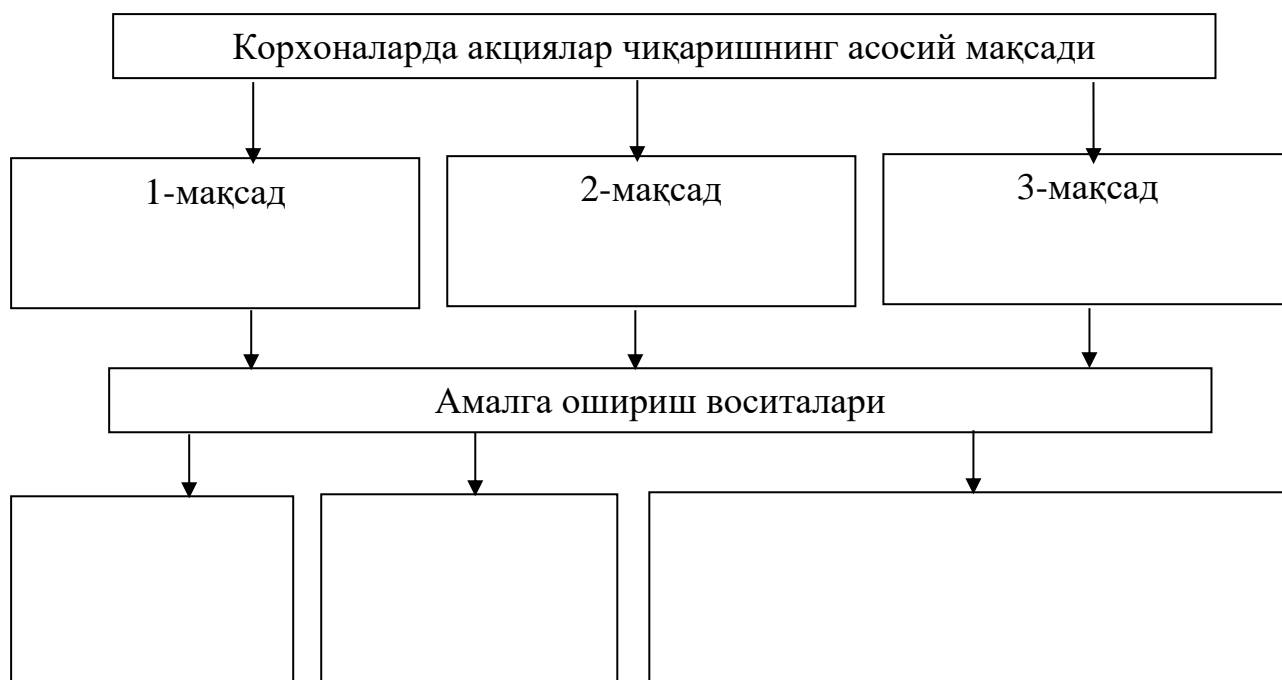 Корхоналарда акциялар чиқаришнинг асосий мақсади
1-мақсад
2-мақсад
3-мақсад
Амалга ошириш воситалари